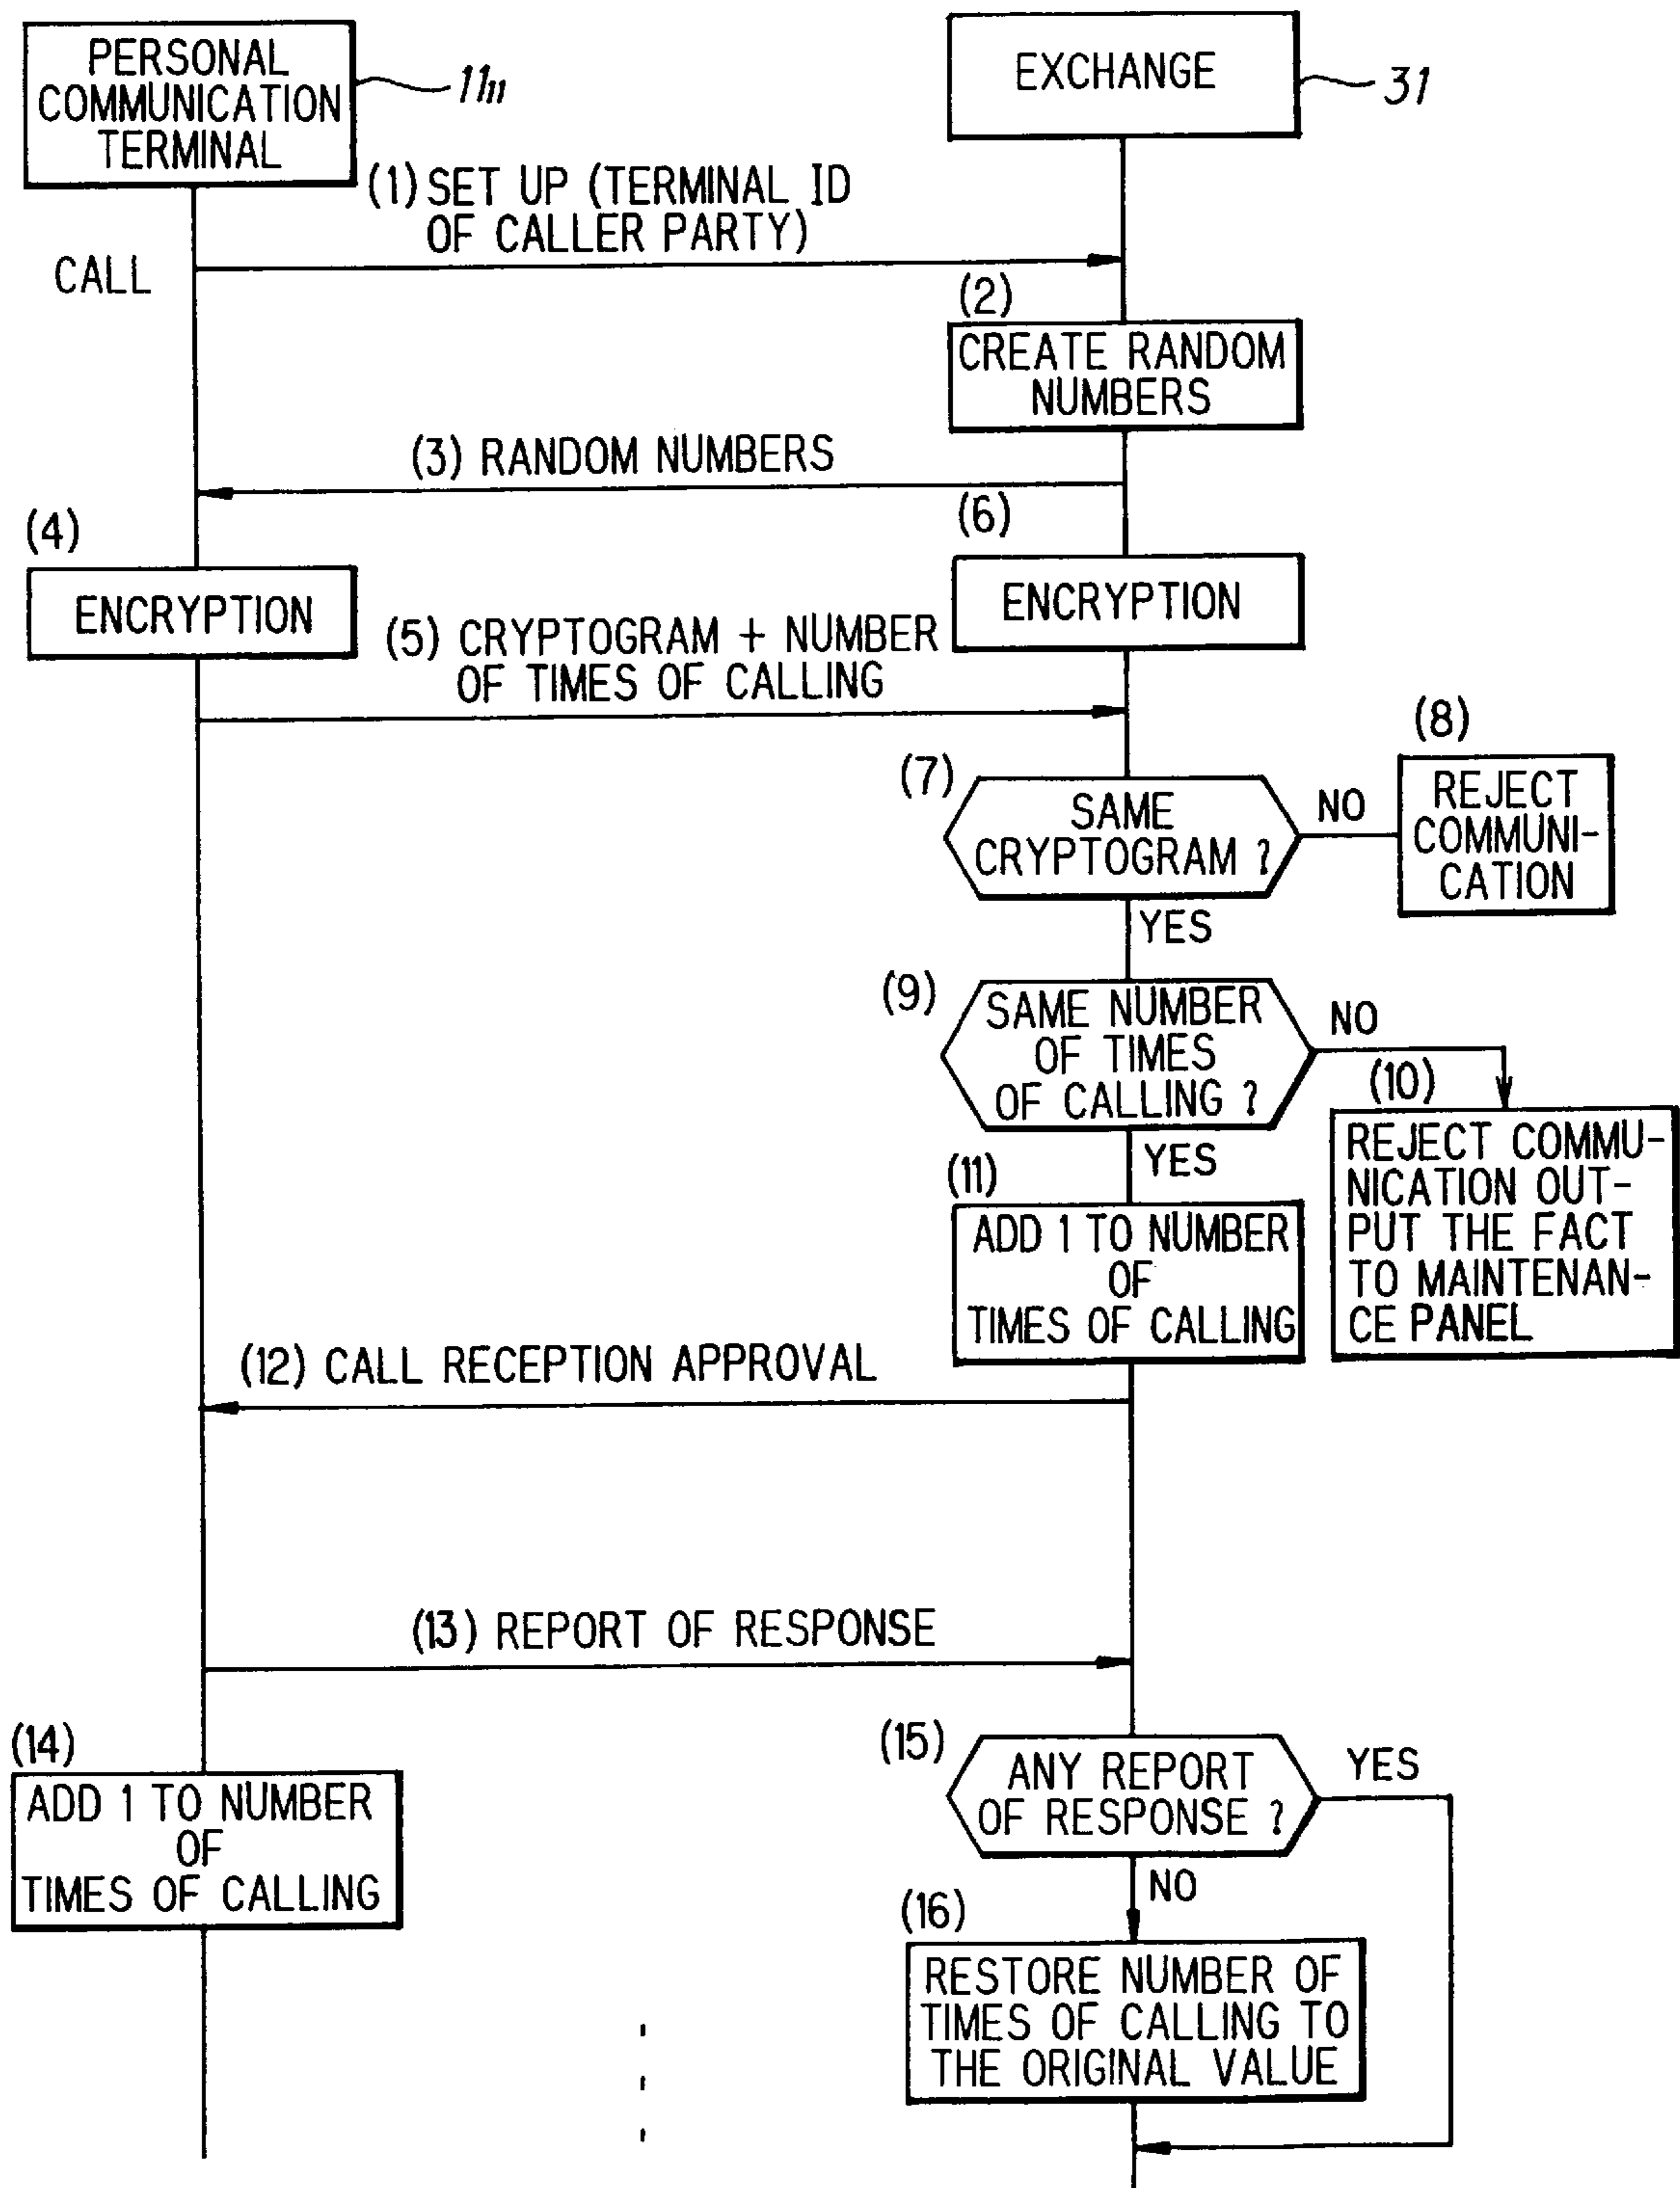 PERSONAL
COMMUNICATION
TERMINAL
11n
EXCHANGE
31
(1) SET UP (TERMINAL ID
OF CALLER PARTY)
CALL
(2)
CREATE RANDOM
NUMBERS
(3) RANDOM NUMBERS
(4)
ENCRYPTION
(6)
ENCRYPTION
(5) CRYPTOGRAM + NUMBER
OF TIMES OF CALLING
(7)
SAME
CRYPTOGRAM ?
NO
(8)
REJECT
COMMUNI-
CATION
YES
(9)
SAME NUMBER
OF TIMES
OF CALLING ?
NO
(10)
REJECT COMMU-
NICATION OUT-
PUT THE FACT
TO MAINTENAN-
CE PANEL
YES
(11)
ADD 1 TO NUMBER
OF
TIMES OF CALLING
(12) CALL RECEPTION APPROVAL
(13) REPORT OF RESPONSE
(14)
ADD 1 TO NUMBER
OF
TIMES OF CALLING
(15)
ANY REPORT
OF RESPONSE ?
YES
NO
(16)
RESTORE NUMBER OF
TIMES OF CALLING TO
THE ORIGINAL VALUE